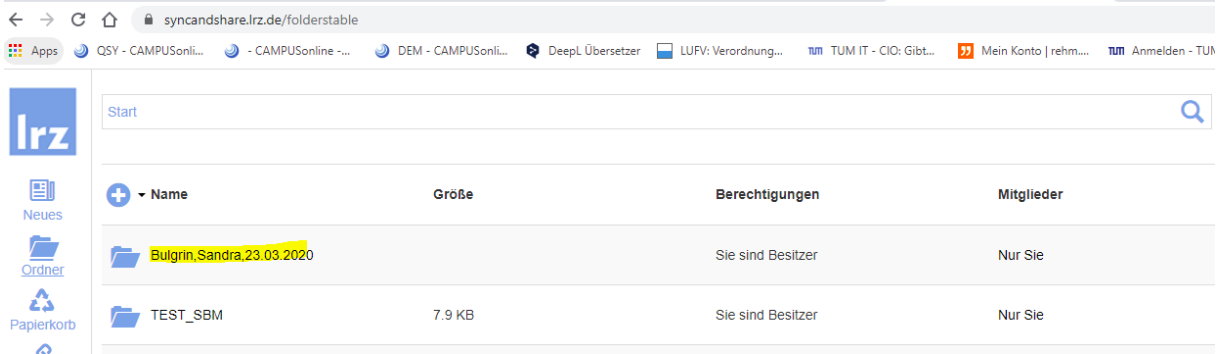 syncandshare.lrz.de/folderstable
Apps QSY - CAMPUSonli... - CAMPUSonline -... DEM - CAMPUSonli... DeepL Übersetzer LUFV: Verordnung... TUM TUM IT - CIO: Gibt... Mein Konto | rehm.... TUM Anmelden - TUM
lrz
Start
Neues
Name Größe Berechtigungen Mitglieder
Ordner
Bulgrin,Sandra,23.03.2020 Sie sind Besitzer Nur Sie
Papierkorb
TEST_SBM 7.9 KB Sie sind Besitzer Nur Sie